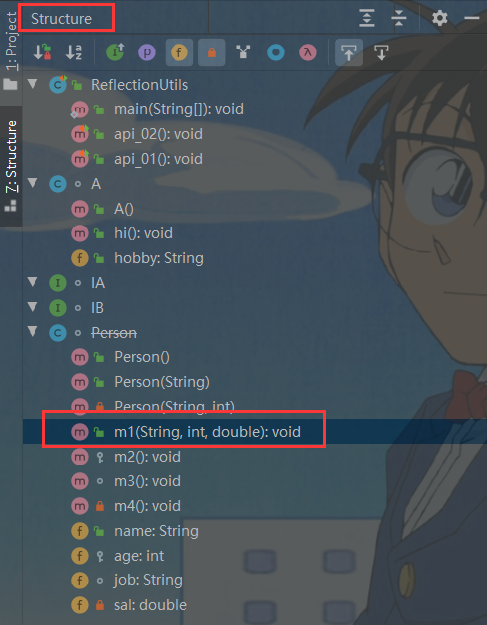 Structure
1: Project
Z: Structure
ReflectionUtils
main(String[]): void
api_02(): void
api_01(): void
A
A()
hi(): void
hobby: String
IA
IB
Person
Person()
Person(String)
Person(String, int)
m1(String, int, double): void
m2(): void
m3(): void
m4(): void
name: String
age: int
job: String
sal: double